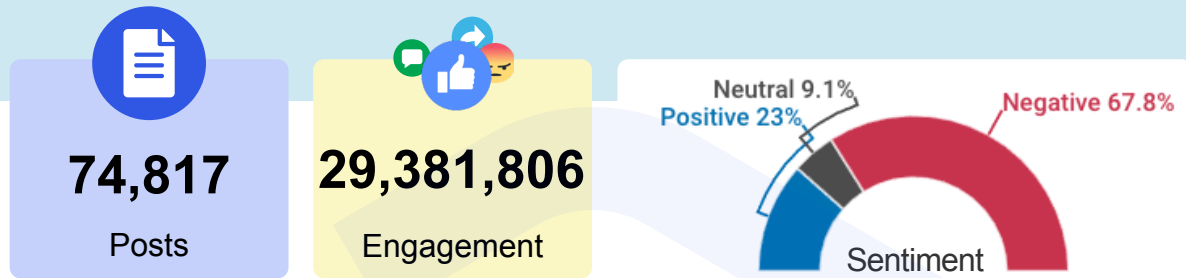 74,817
Posts
29,381,806
Engagement
Neutral 9.1%
Positive 23%
Negative 67.8%
Sentiment